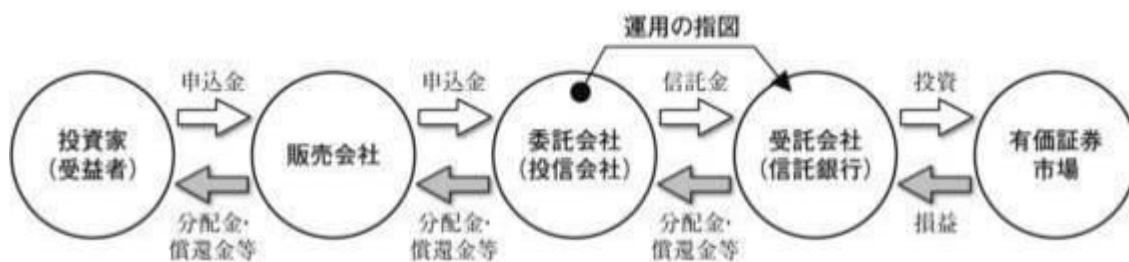 運用の指図
申込金
申込金
信託金
投資
投資家
(受益者)
販売会社
委託会社
(投信会社)
受託会社
(信託銀行)
有価証券
市場
分配金・
償還金等
分配金・
償還金等
分配金・
償還金等
損益